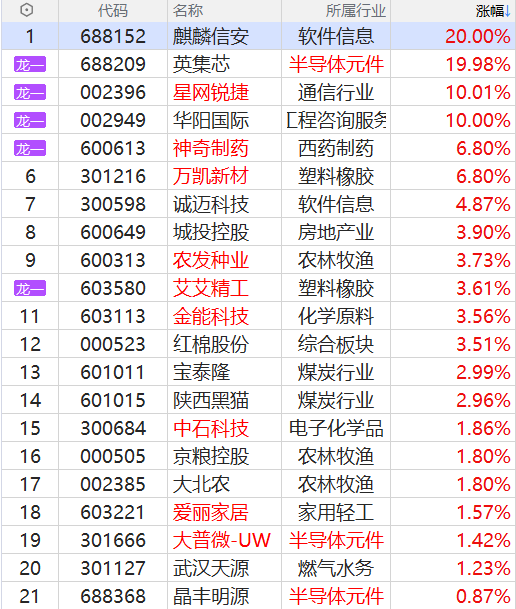 代码 名称 所属行业 涨幅↓
1 688152 麒麟信安 软件信息 20.00%
龙一 688209 英集芯 半导体元件 19.98%
龙一 002396 星网锐捷 通信行业 10.01%
龙一 002949 华阳国际 工程咨询服务 10.00%
龙一 600613 神奇制药 西药制药 6.80%
6 301216 万凯新材 塑料橡胶 6.80%
7 300598 诚迈科技 软件信息 4.87%
8 600649 城投控股 房地产业 3.90%
9 600313 农发种业 农林牧渔 3.73%
龙一 603580 艾艾精工 塑料橡胶 3.61%
11 603113 金能科技 化学原料 3.56%
12 000523 红棉股份 综合板块 3.51%
13 601011 宝泰隆 煤炭行业 2.99%
14 601015 陕西黑猫 煤炭行业 2.96%
15 300684 中石科技 电子化学品 1.86%
16 000505 京粮控股 农林牧渔 1.80%
17 002385 大北农 农林牧渔 1.80%
18 603221 爱丽家居 家用轻工 1.57%
19 301666 大普微-UW 半导体元件 1.42%
20 301127 武汉天源 燃气水务 1.23%
21 688368 晶丰明源 半导体元件 0.87%